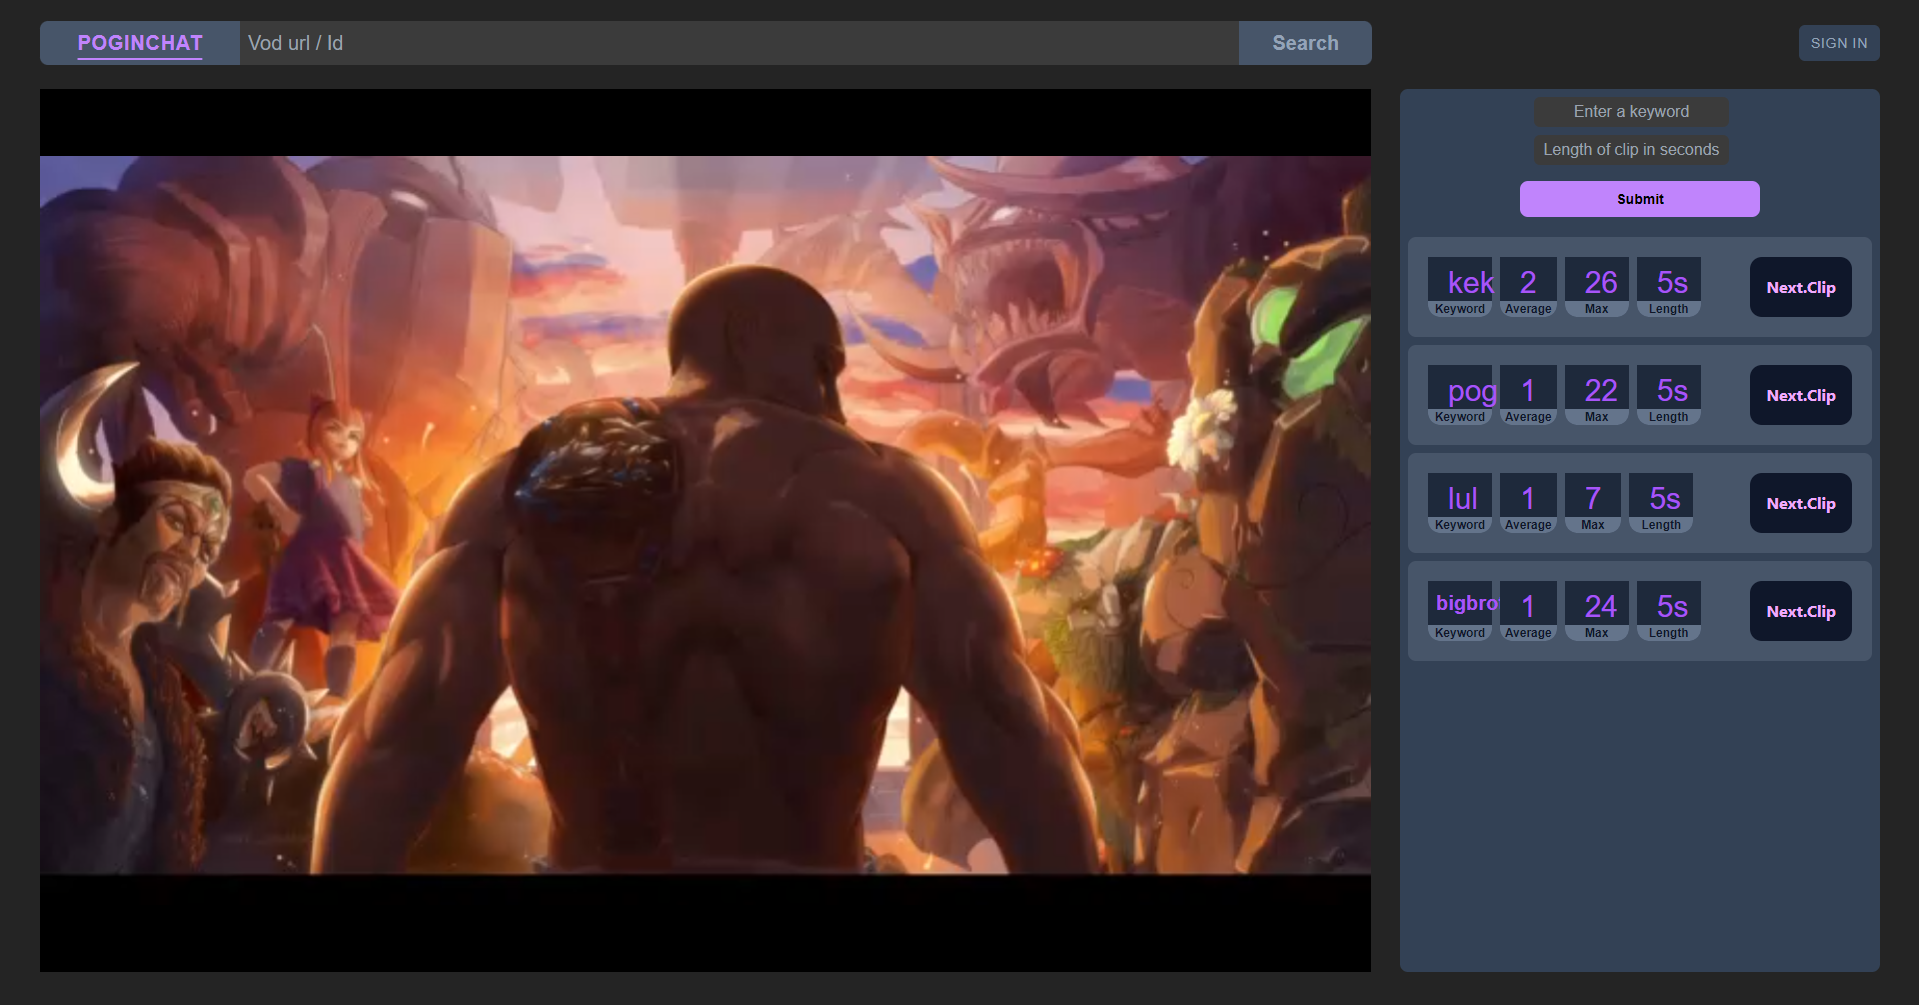 POGINCHAT Vod url / Id Search SIGN IN
Enter a keyword
Length of clip in seconds
Submit
kek 2 26 5s Next.Clip
Keyword Average Max Length
pog 1 22 5s Next.Clip
Keyword Average Max Length
lul 1 7 5s Next.Clip
Keyword Average Max Length
bigbro 1 24 5s Next.Clip
Keyword Average Max Length